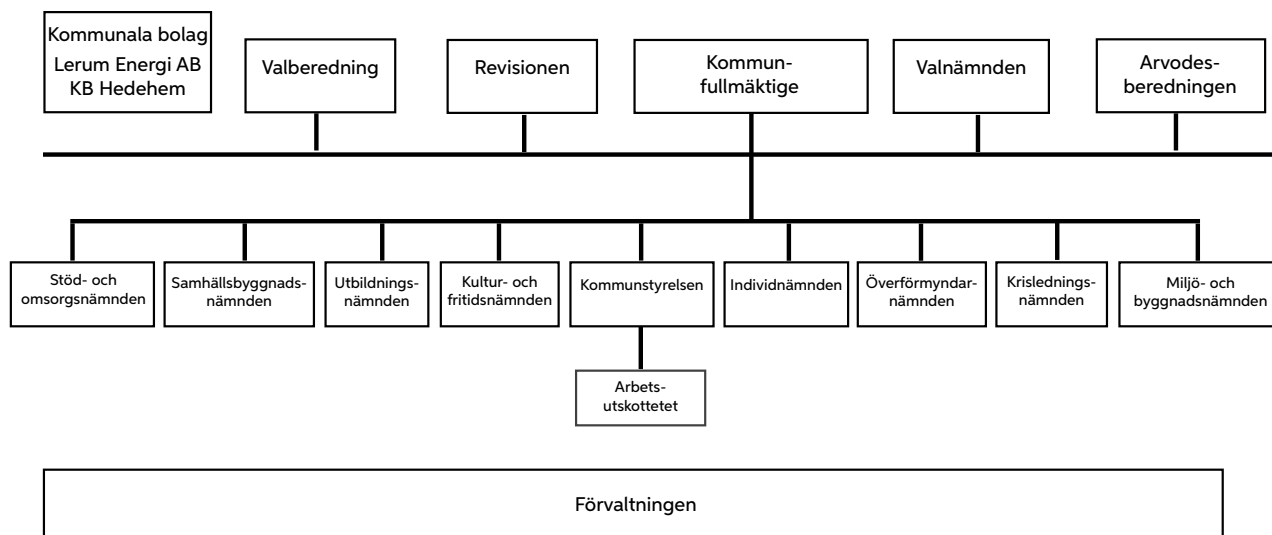 Kommunala bolag
Lerum Energi AB
KB Hedehem
Valberedning
Revisionen
Kommun-
fullmäktige
Valnämnden
Arvodes-
beredningen
Stöd- och
omsorgsnämnden
Samhällsbyggnads-
nämnden
Utbildnings-
nämnden
Kultur- och
fritidsnämnden
Kommunstyrelsen
Individnämnden
Överförmyndar-
nämnden
Krislednings-
nämnden
Miljö- och
byggnadsnämnden
Arbets-
utskottetet
Förvaltningen